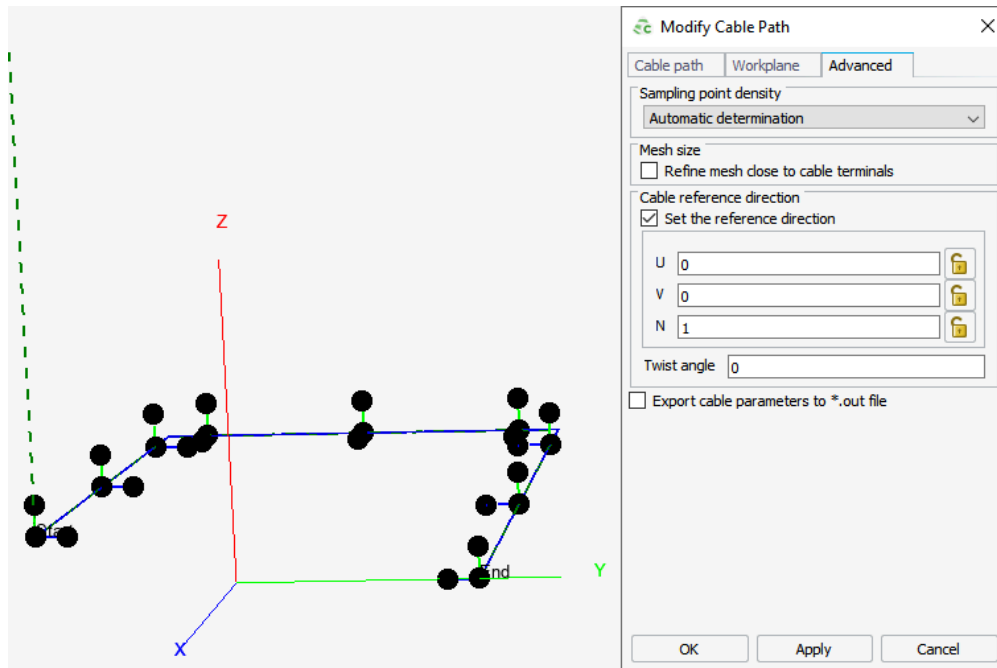 Modify Cable Path
Cable path Workplane Advanced
Sampling point density
Automatic determination
Mesh size
Refine mesh close to cable terminals
Cable reference direction
Set the reference direction
U 0
V 0
N 1
Twist angle 0
Export cable parameters to *.out file
OK Apply Cancel
Z
Start
End
Y
X